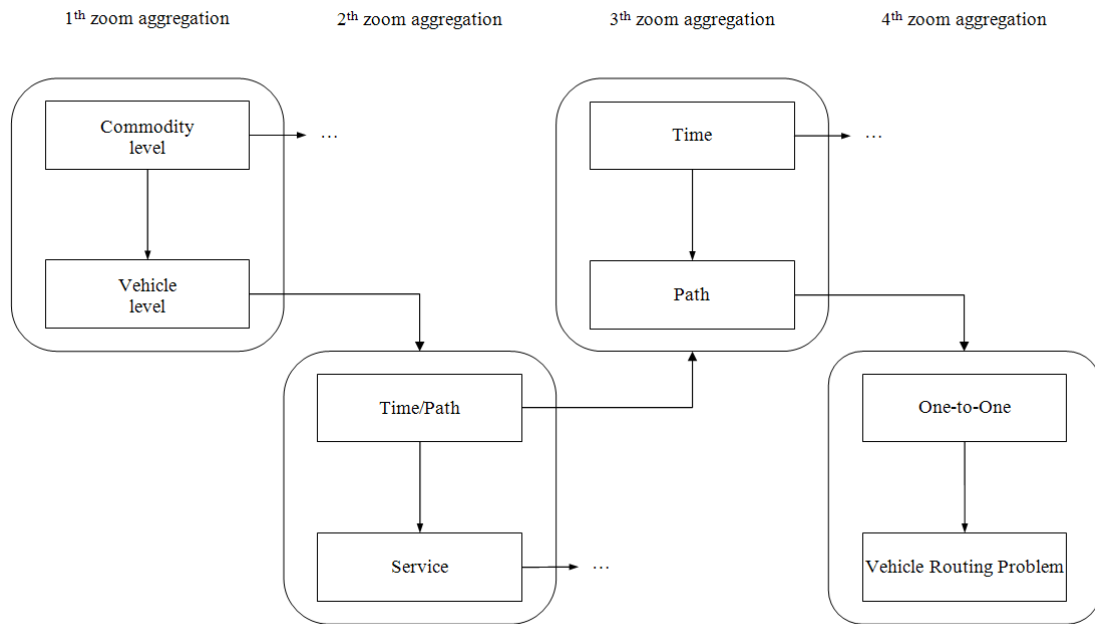 1th zoom aggregation
2th zoom aggregation
3th zoom aggregation
4th zoom aggregation
Commodity
level
...
Vehicle
level
Time/Path
Service
...
Time
...
Path
One-to-One
Vehicle Routing Problem